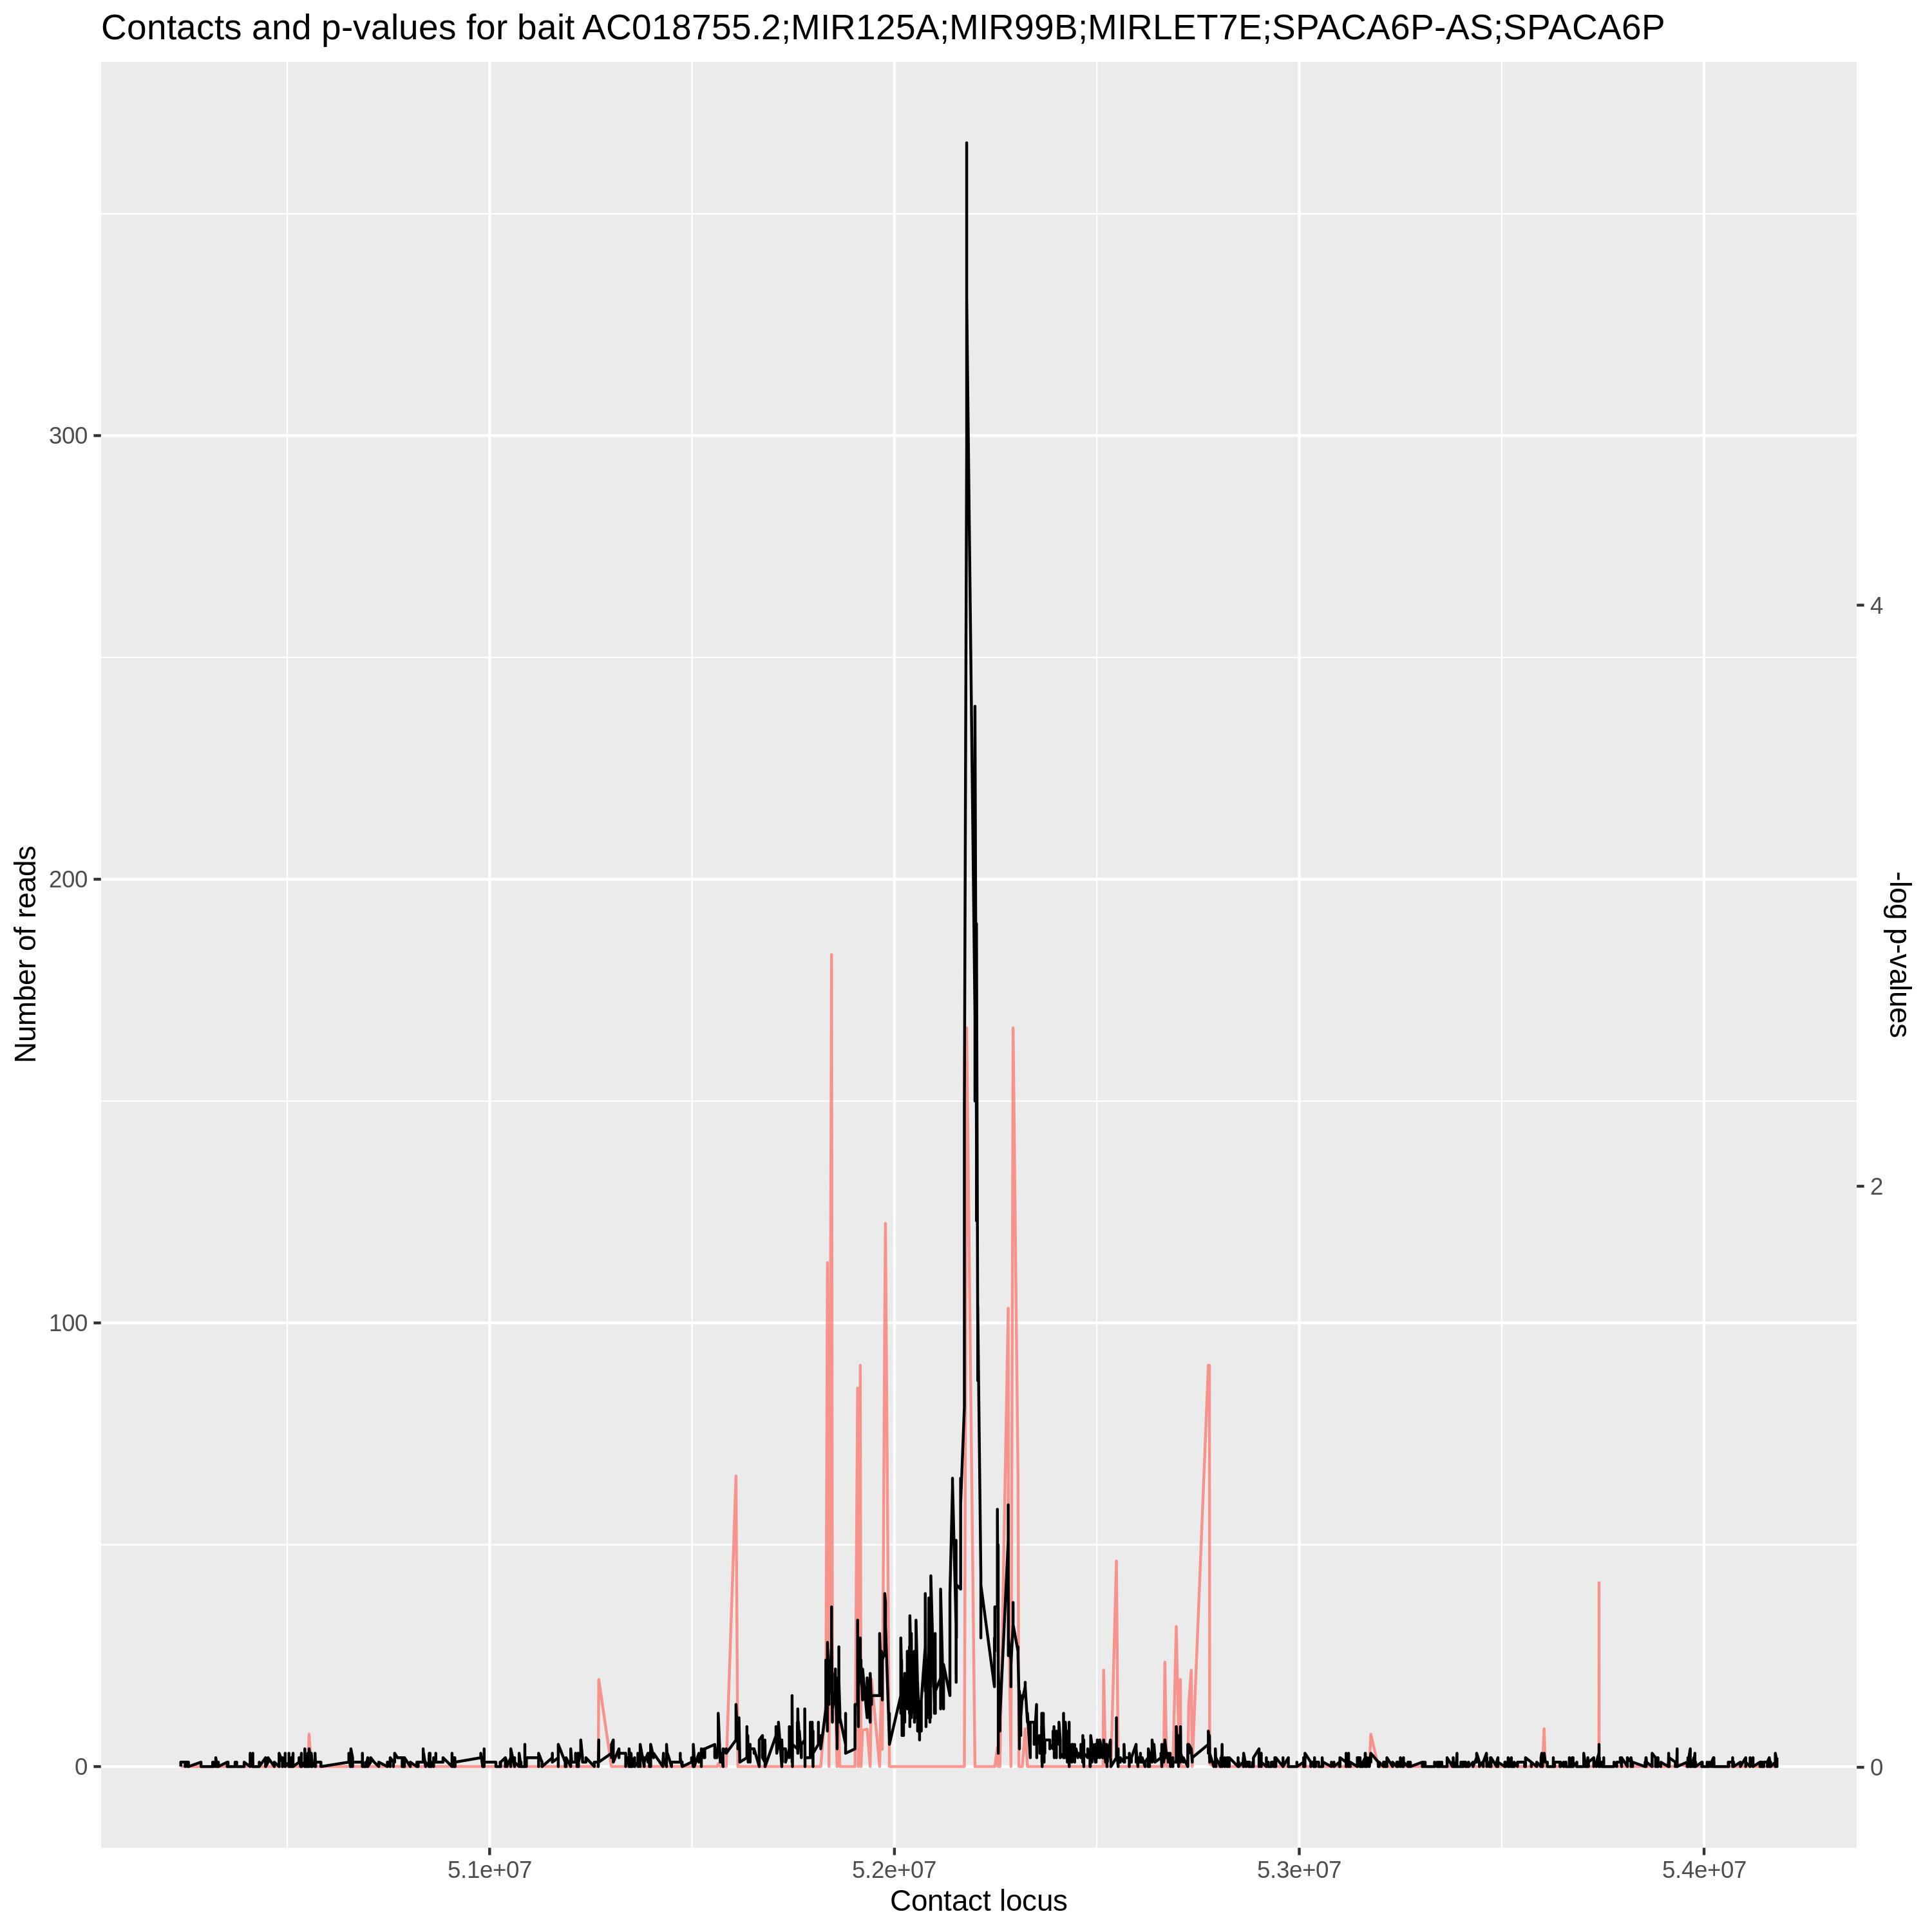 Contacts and p-values for bait AC018755.2;MIR125A;MIR99B;MIRLET7E;SPACA6P-AS;SPACA6P
Number of reads
300
200
100
0
4
2
0
-log p-values
5.1e+07
5.2e+07
5.3e+07
5.4e+07
Contact locus